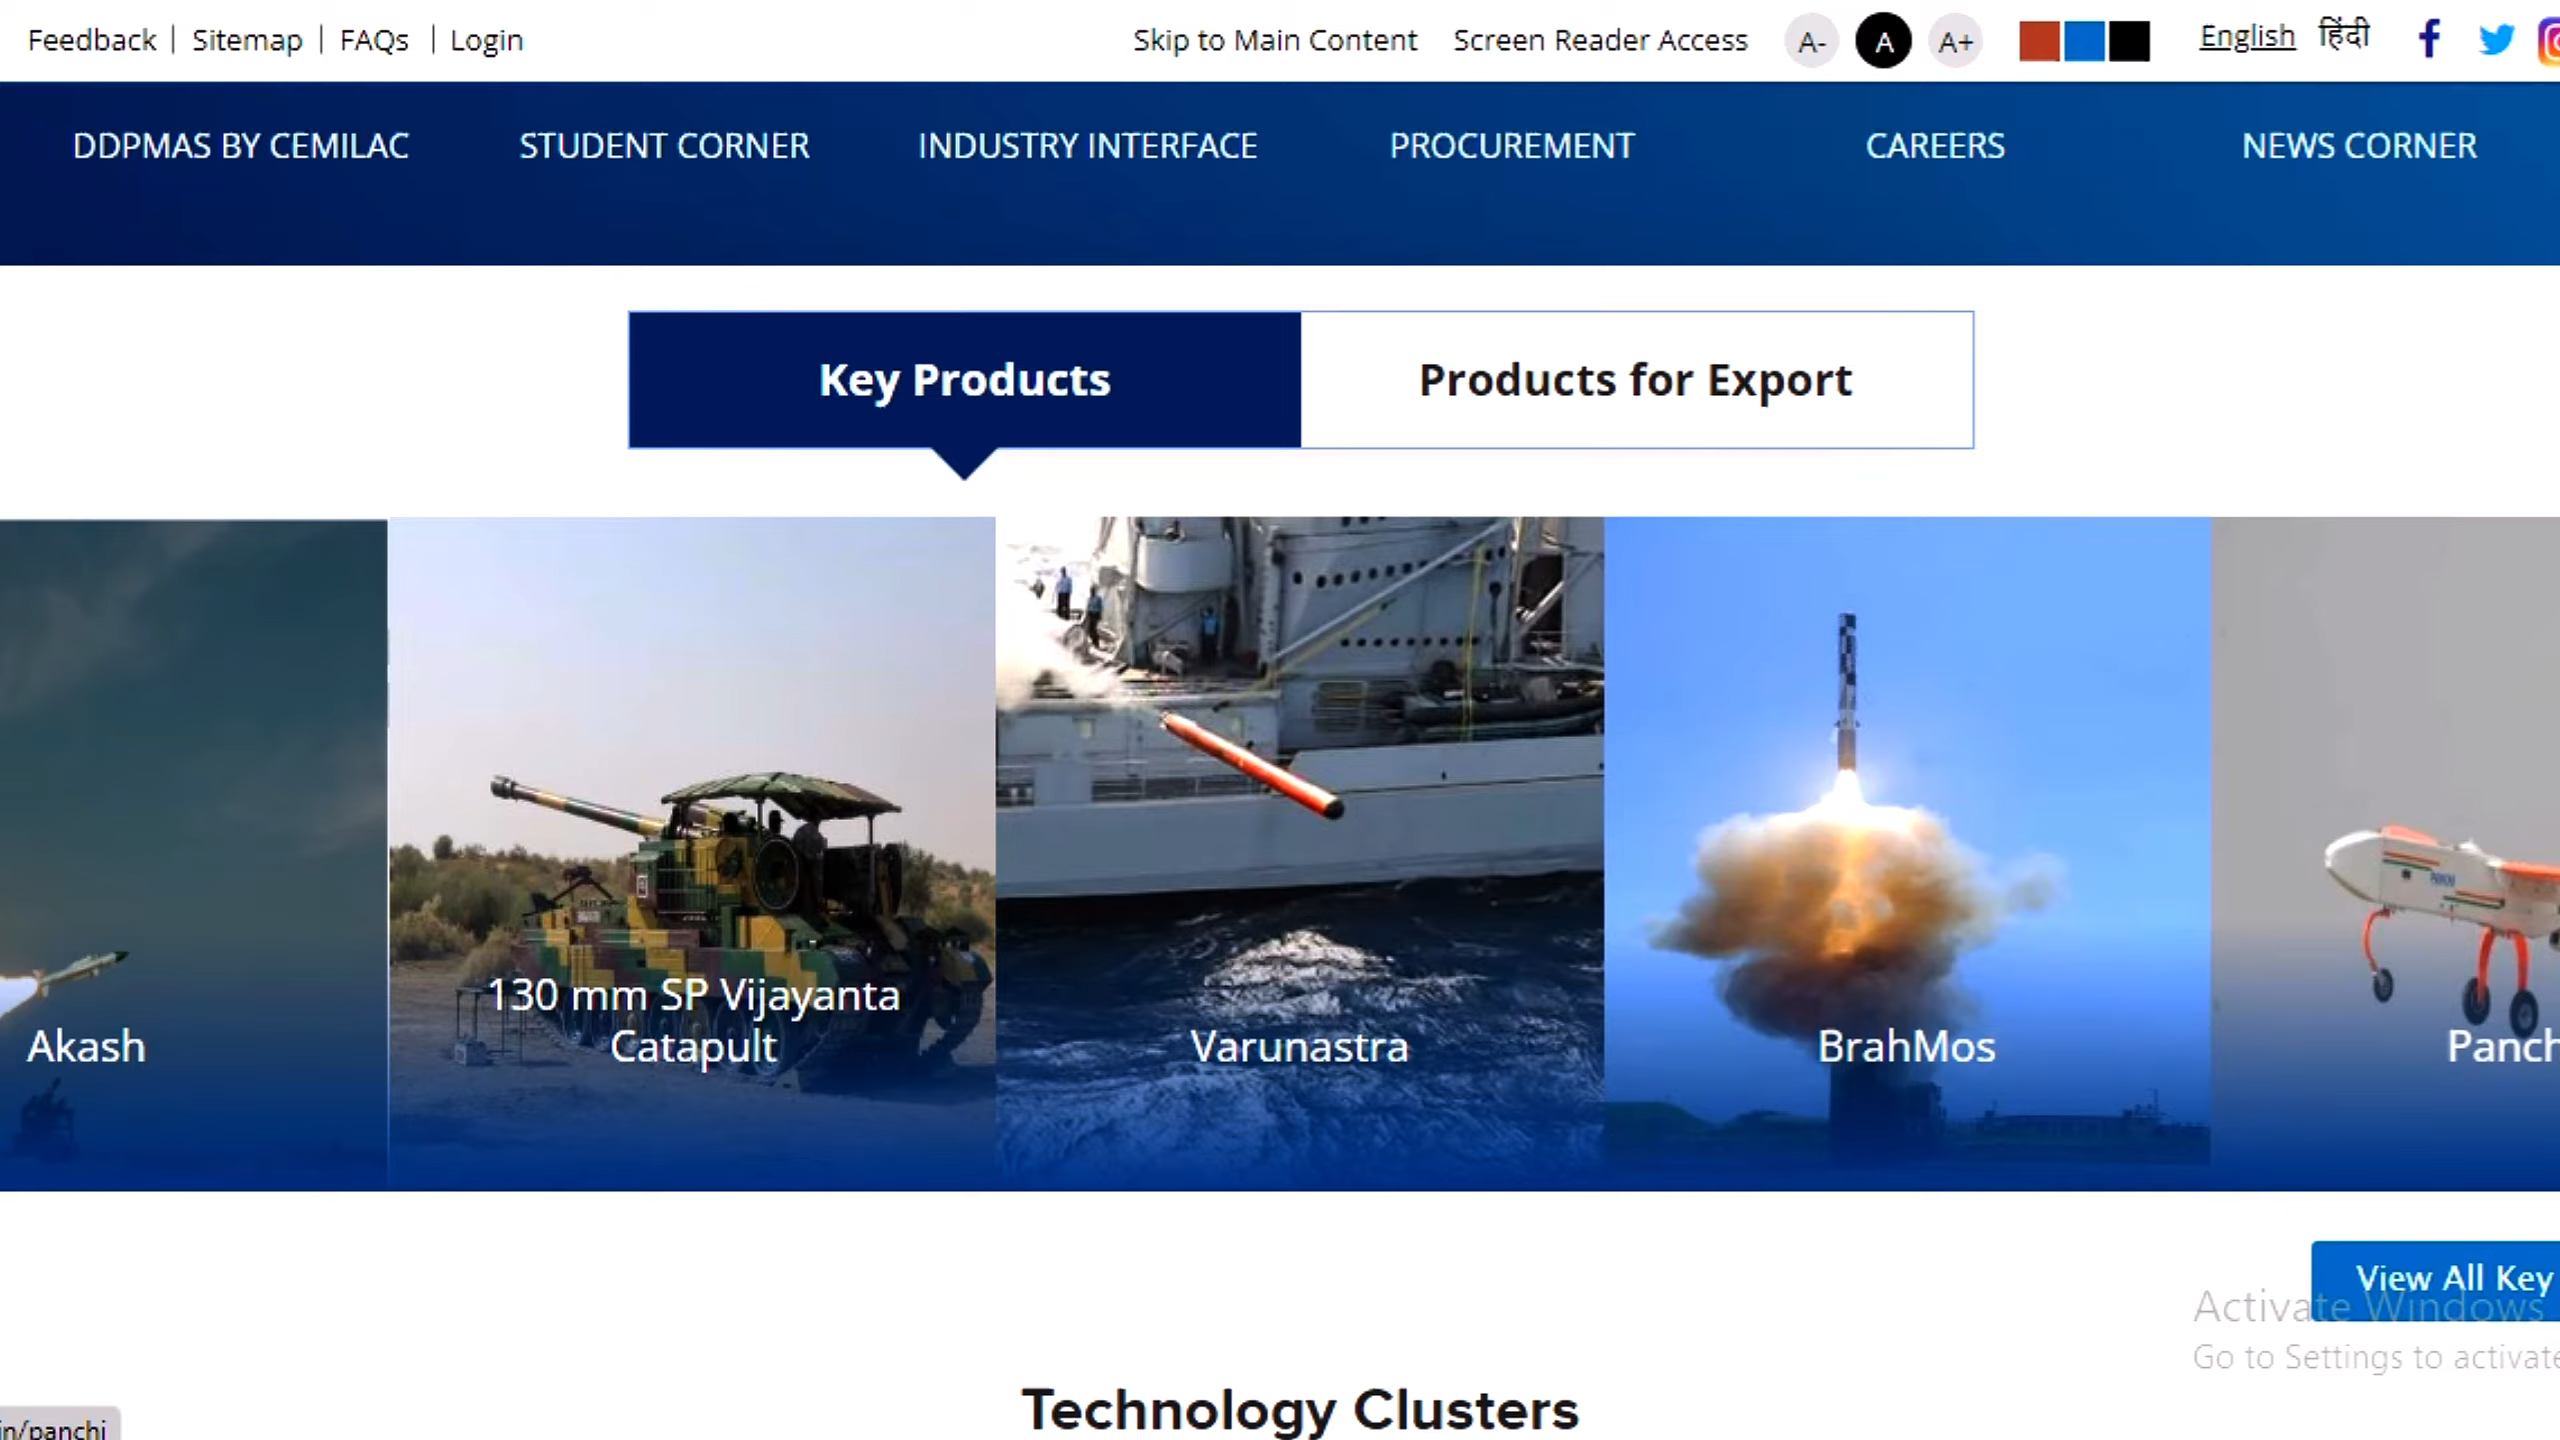 Feedback | Sitemap | FAQs | Login
Skip to Main Content Screen Reader Access A- A A+ English हिंदी
DDPMAS BY CEMILAC STUDENT CORNER INDUSTRY INTERFACE PROCUREMENT CAREERS NEWS CORNER
Key Products Products for Export
Akash
130 mm SP Vijayanta
Catapult
Varunastra
BrahMos
Panch
View All Key
Activate Windows
Go to Settings to activate
Technology Clusters
in/panchi